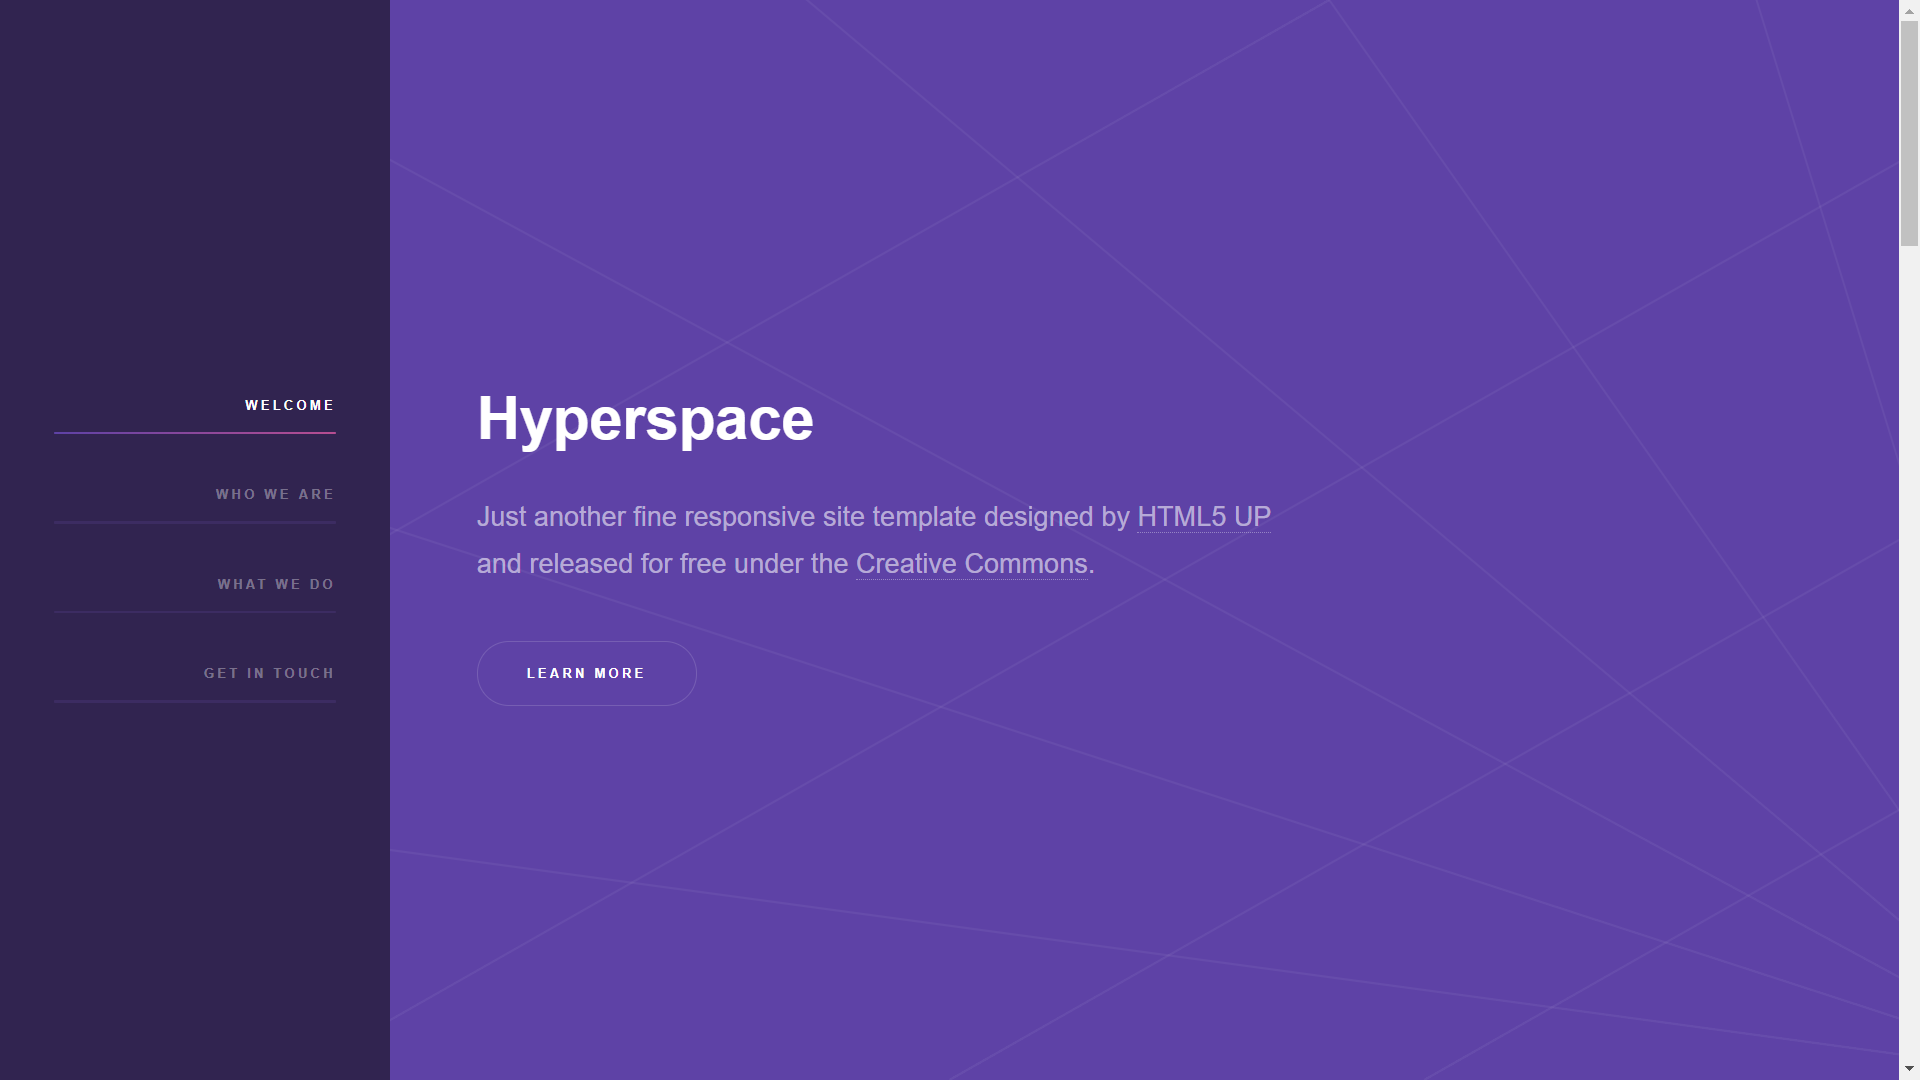 WELCOME
WHO WE ARE
WHAT WE DO
GET IN TOUCH
Hyperspace
Just another fine responsive site template designed by HTML5 UP
and released for free under the Creative Commons.
LEARN MORE